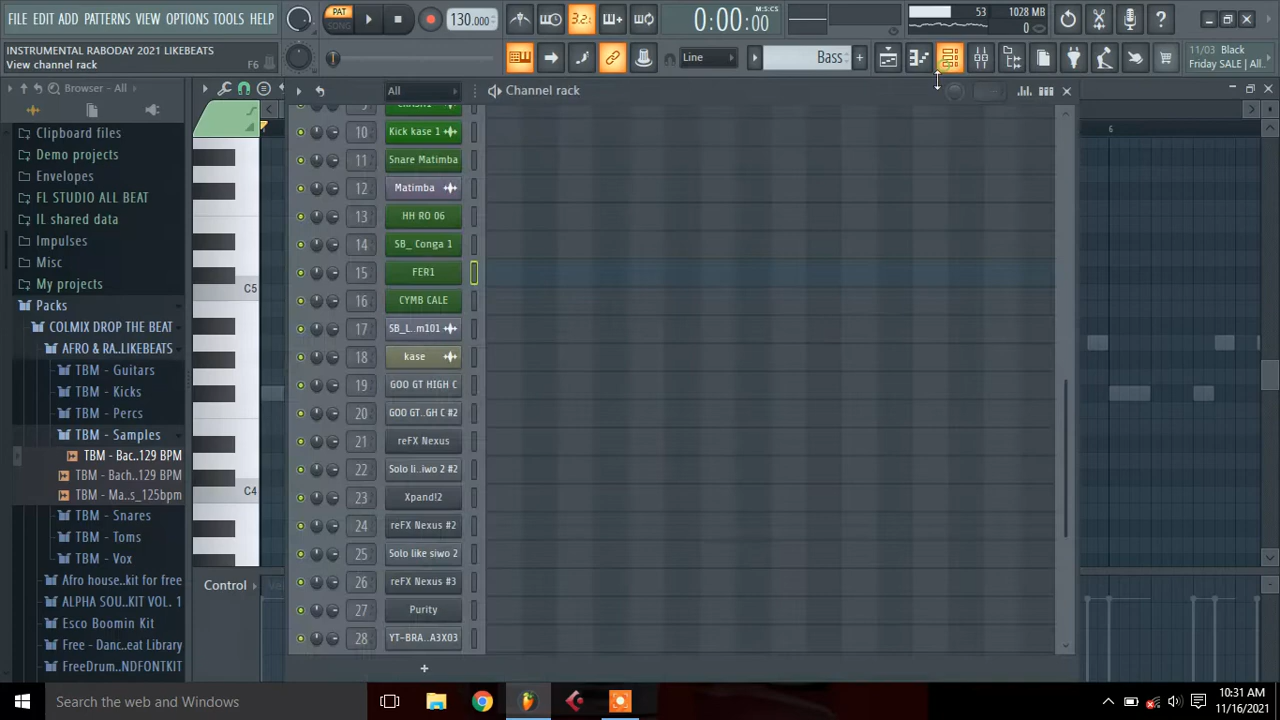 FILE EDIT ADD PATTERNS VIEW OPTIONS TOOLS HELP
PAT
SONG
130.000
3.2
0:00:00
M:S:CS
53
1028 MB
0
INSTRUMENTAL RABODAY 2021 LIKEBEATS
View channel rack
F6
Line
Bass
11/03 Black
Friday SALE | All..
Browser - All
All
Channel rack
Clipboard files
Demo projects
Envelopes
FL STUDIO ALL BEAT
IL shared data
Impulses
Misc
My projects
Packs
COLMIX DROP THE BEAT
AFRO & RA..LIKEBEATS
TBM - Guitars
TBM - Kicks
TBM - Percs
TBM - Samples
TBM - Bac..129 BPM
TBM - Bach..129 BPM
TBM - Ma..s_125bpm
TBM - Snares
TBM - Toms
TBM - Vox
Afro house..kit for free
ALPHA SOU..KIT VOL. 1
Esco Boomin Kit
Free - Danc..eat Library
FreeDrum..NDFONTKIT
C5
C4
Control
6
10 Kick kase 1
11 Snare Matimba
12 Matimba
13 HH RO 06
14 SB_ Conga 1
15 FER1
16 CYMB CALE
17 SB_L..m101
18 kase
19 GOO GT HIGH C
20 GOO GT..GH C #2
21 reFX Nexus
22 Solo li..iwo 2 #2
23 Xpand!2
24 reFX Nexus #2
25 Solo like siwo 2
26 reFX Nexus #3
27 Purity
28 YT-BRA..A3X03
+
Search the web and Windows
10:31 AM
11/16/2021